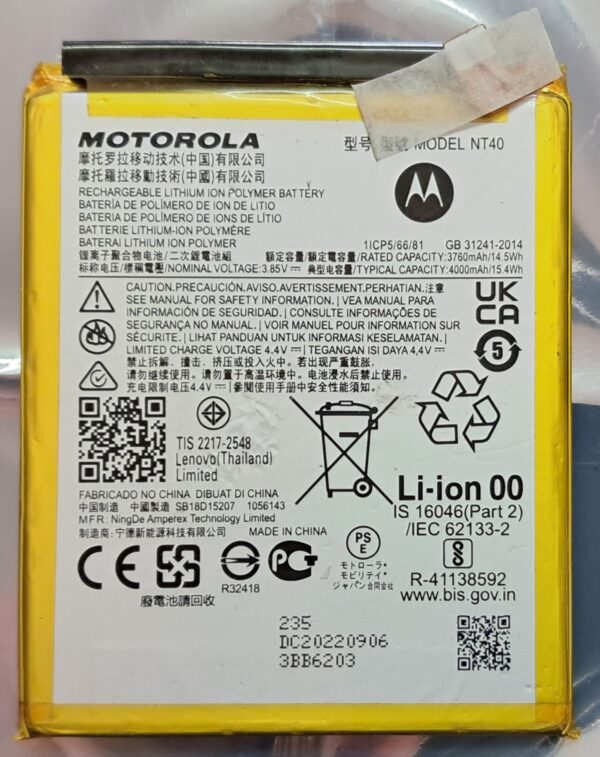 MOTOROLA
型号 型號 MODEL NT40
摩托罗拉移动技术(中国)有限公司
摩托羅拉移動技術(中國)有限公司
RECHARGEABLE LITHIUM ION POLYMER BATTERY
BATERÍA DE POLÍMERO DE ION DE LITIO
BATERIA DE POLÍMERO DE IONS DE LÍTIO
BATTERIE LITHIUM-ION POLYMÈRE
BATERAI LITHIUM ION POLYMER
1ICP5/66/81 GB 31241-2014
锂离子聚合物电池/二次鋰電池組 额定容量/額定電容量/RATED CAPACITY: 3760mAh/14.5Wh
标称电压/標稱電壓/NOMINAL VOLTAGE: 3.85V 典型电容量/TYPICAL CAPACITY: 4000mAh/15.4Wh
CAUTION.PRECAUCIÓN.AVISO.AVERTISSEMENT.PERHATIAN.注意
SEE MANUAL FOR SAFETY INFORMATION. | VEA MANUAL PARA
INFORMACIÓN DE SEGURIDAD. | CONSULTE INFORMAÇÕES DE
SEGURANÇA NO MANUAL. | VOIR MANUEL POUR INFORMATION SUR
SÉCURITE. | LIHAT PANDUAN UNTUK INFORMASI KESELAMATAN. |
LIMITED CHARGE VOLTAGE 4.4V | TEGANGAN ISI DAYA 4,4V
禁止拆解、撞击、挤压或投入火中。若出现严重鼓胀,
请勿继续使用。请勿置于高温环境中。电池浸水后禁止使用。
充电限制电压4.4V | 參閱使用手册中安全性能須知。
UK
CA
5
TIS 2217-2548
Lenovo(Thailand)
Limited
Li-ion 00
FABRICADO NO CHINA DIBUAT DI CHINA
中国制造 中國製造 SB18D15207 1056143
MFR: NingDe Amperex Technology Limited
制造商: 宁德新能源科技有限公司 MADE IN CHINA
IS 16046(Part 2)
/IEC 62133-2
CE
R32418
廢電池請回收
PS
E
モトローラ・
モビリティ・
ジャパン合同会社
R-41138592
www.bis.gov.in
235
DC20220906
3BB6203